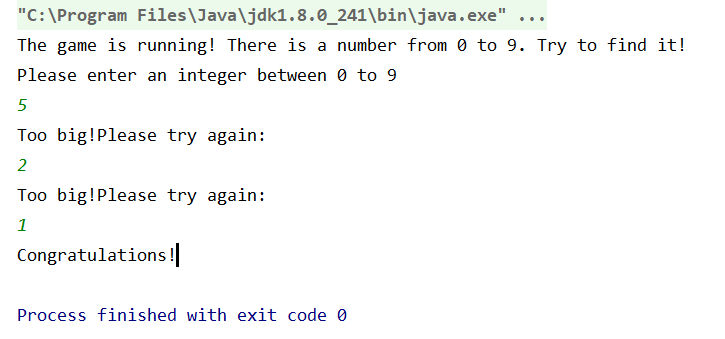 "C:\Program Files\Java\jdk1.8.0_241\bin\java.exe" ...
The game is running! There is a number from 0 to 9. Try to find it!
Please enter an integer between 0 to 9
5
Too big!Please try again:
2
Too big!Please try again:
1
Congratulations!
Process finished with exit code 0